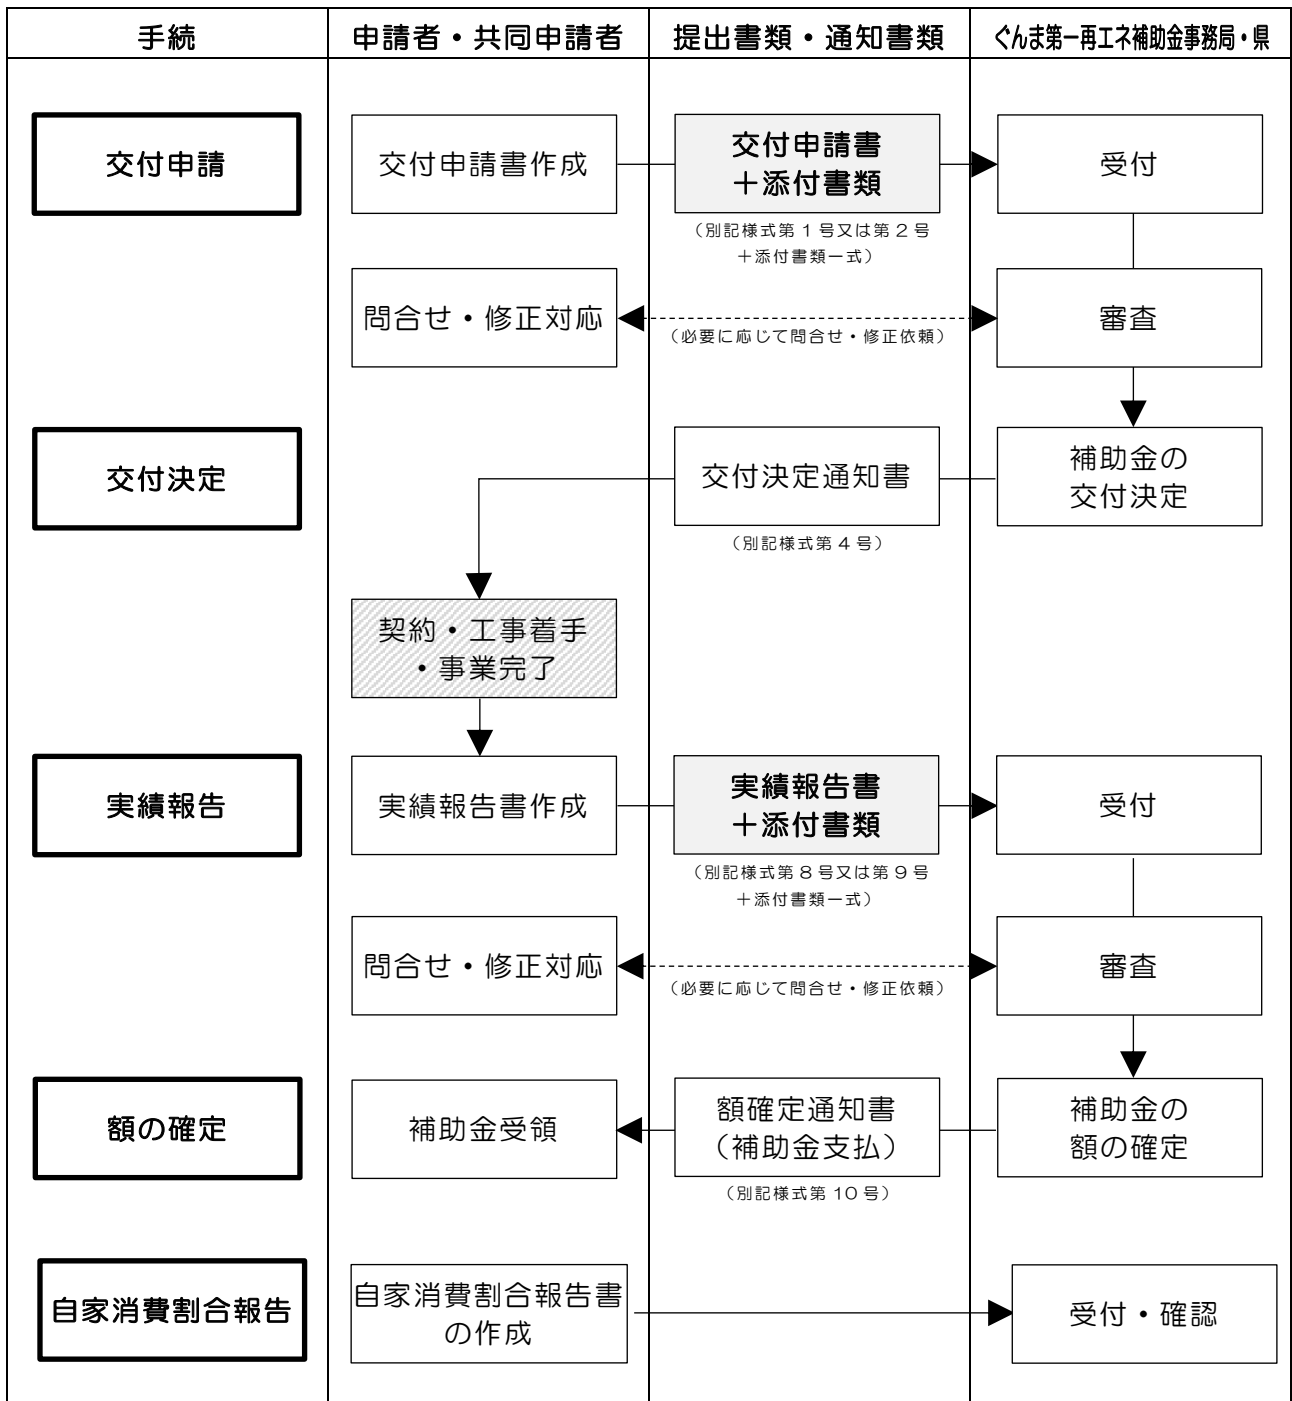 手続
申請者・共同申請者
提出書類・通知書類
ぐんま第一再エネ補助金事務局・県
交付申請
交付申請書作成
交付申請書
＋添付書類
受付
（別記様式第１号又は第２号
＋添付書類一式）
問合せ・修正対応
（必要に応じて問合せ・修正依頼）
審査
交付決定
交付決定通知書
補助金の
交付決定
（別記様式第４号）
契約・工事着手
・事業完了
実績報告
実績報告書作成
実績報告書
＋添付書類
受付
（別記様式第８号又は第９号
＋添付書類一式）
問合せ・修正対応
（必要に応じて問合せ・修正依頼）
審査
額の確定
補助金受領
額確定通知書
（補助金支払）
補助金の
額の確定
（別記様式第10号）
自家消費割合報告
自家消費割合報告書
の作成
受付・確認